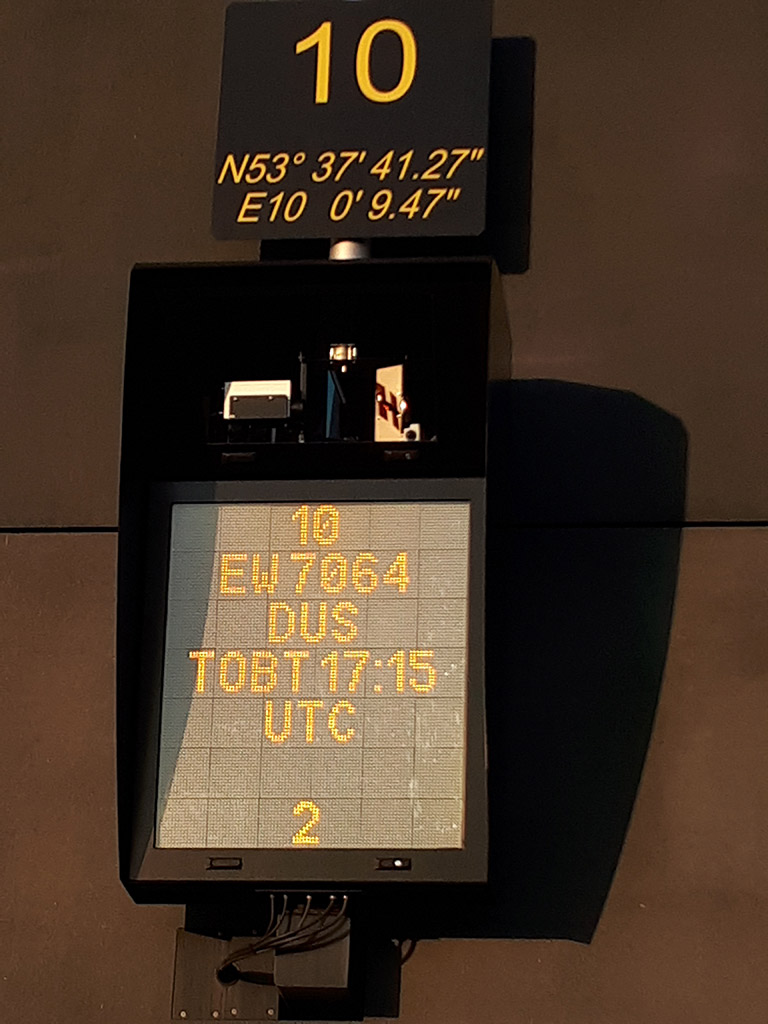 10
N53° 37' 41.27"
E10 0' 9.47"
H
10
EW7064
DUS
TOBT 17:15
UTC
2